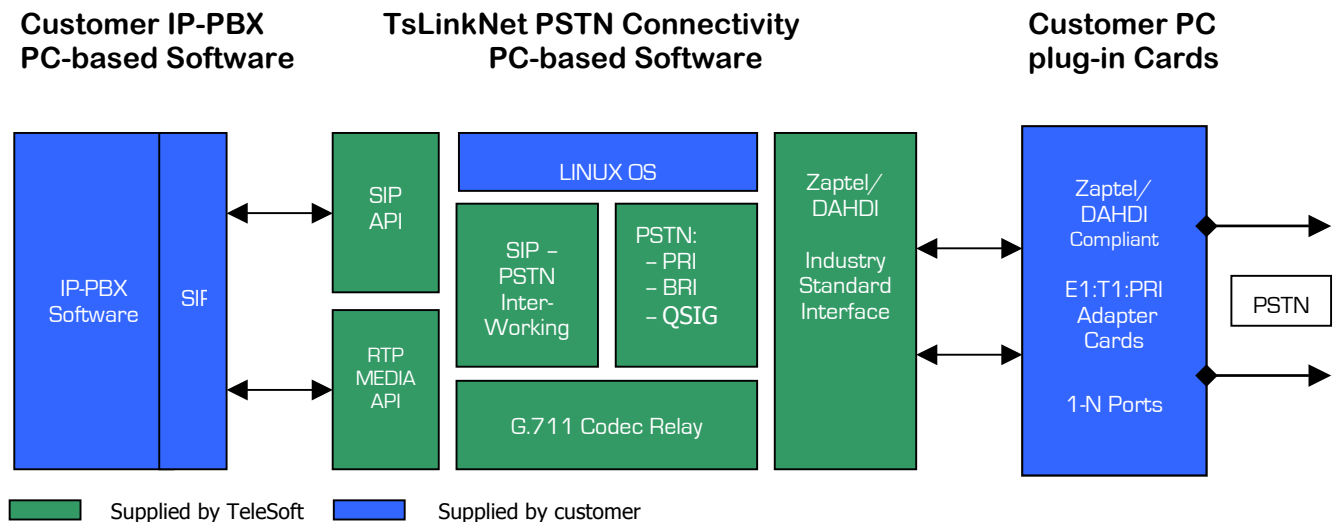 Customer IP-PBX
PC-based Software
TsLinkNet PSTN Connectivity
PC-based Software
Customer PC
plug-in Cards
IP-PBX
Software
SIP
SIP
API
RTP
MEDIA
API
LINUX OS
SIP –
PSTN
Inter-
Working
PSTN:
– PRI
– BRI
– QSIG
G.711 Codec Relay
Zaptel/
DAHDI
Industry
Standard
Interface
Zaptel/
DAHDI
Compliant
E1:T1:PRI
Adapter
Cards
1-N Ports
PSTN
Supplied by TeleSoft
Supplied by customer